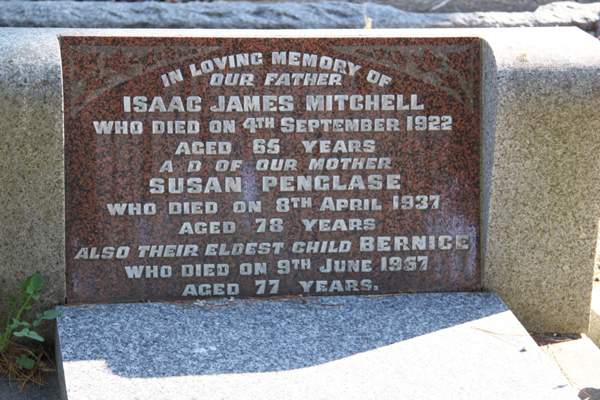 IN LOVING MEMORY OF
OUR FATHER
ISAAC JAMES MITCHELL
WHO DIED ON 4TH SEPTEMBER 1922
AGED 65 YEARS
A D OF OUR MOTHER
SUSAN PENGLASE
WHO DIED ON 8TH APRIL 1937
AGED 78 YEARS
ALSO THEIR ELDEST CHILD BERNICE
WHO DIED ON 9TH JUNE
AGED 77 YEARS.